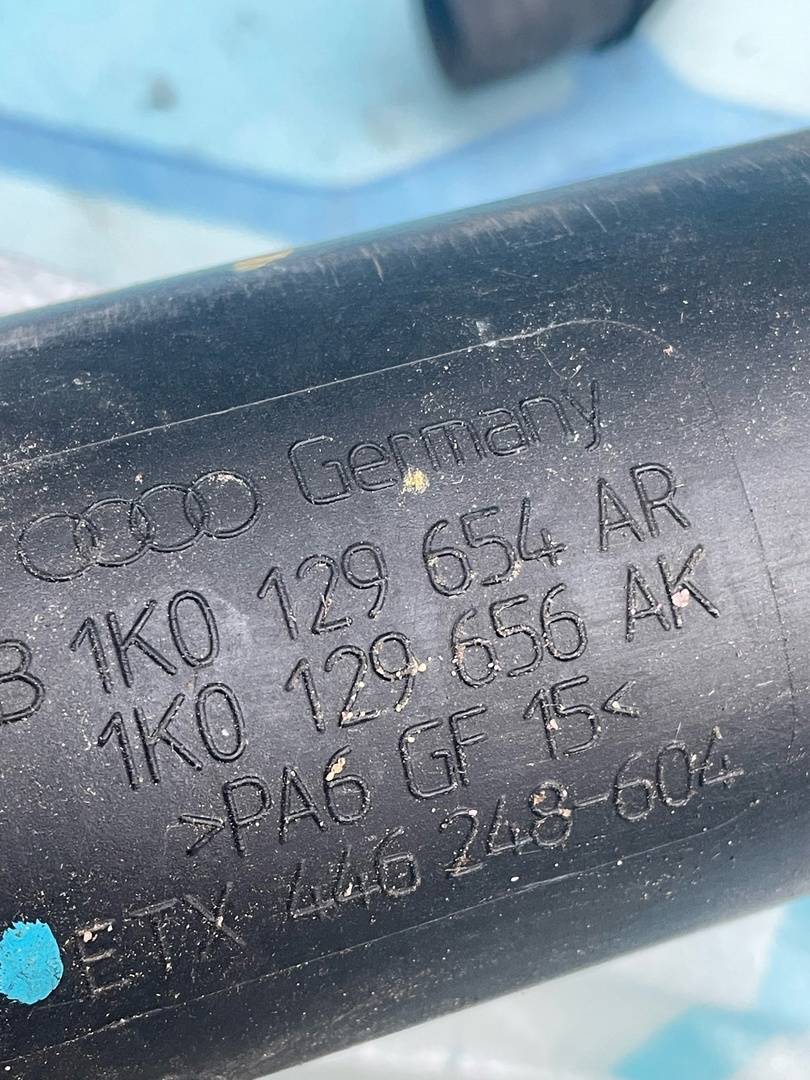 Germany
B 1K0 129 654 AR
1K0 129 656 AK
>PA6 GF 15<
ETX 446 248-604